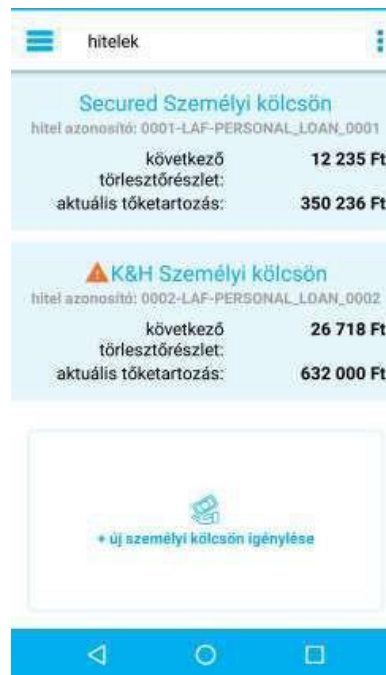 hitelek
Secured Személyi kölcsön
hitel azonosító: 0001-LAF-PERSONAL_LOAN_0001
következő 12 235 Ft
törlesztőrészlet:
aktuális tőketartozás: 350 236 Ft
K&H Személyi kölcsön
hitel azonosító: 0002-LAF-PERSONAL_LOAN_0002
következő 26 718 Ft
törlesztőrészlet:
aktuális tőketartozás: 632 000 Ft
+ új személyi kölcsön igénylése